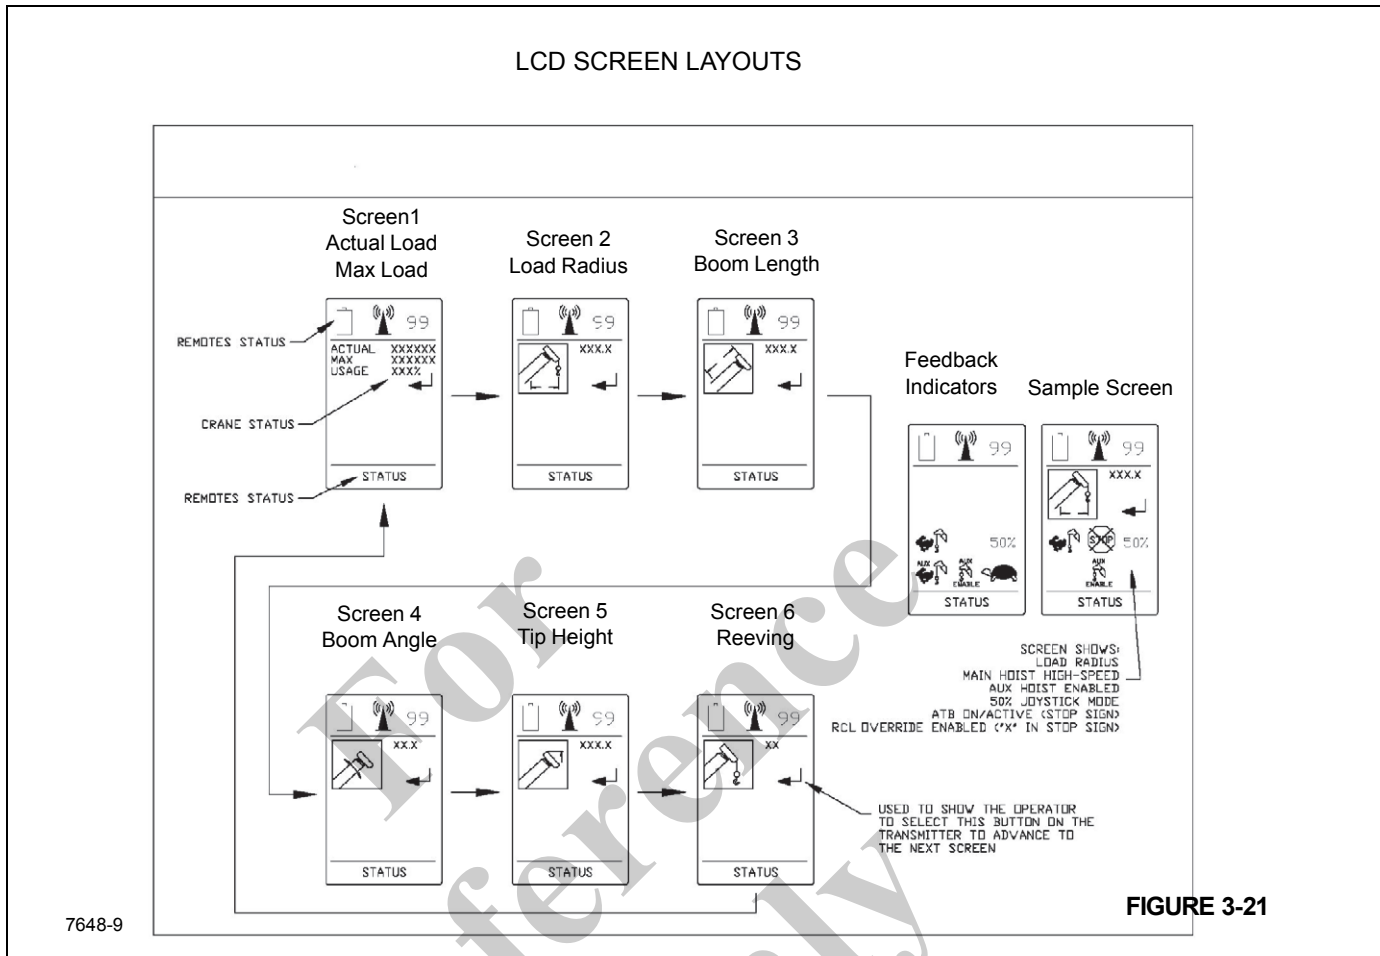 LCD SCREEN LAYOUTS
Screen1
Actual Load
Max Load
Screen 2
Load Radius
Screen 3
Boom Length
REMOTES STATUS
99
ACTUAL XXXXXX
MAX XXXXXX
USAGE XXX%
CRANE STATUS
STATUS
REMOTES STATUS
99
XXX.X
STATUS
99
XXX.X
STATUS
Feedback
Indicators
99
50%
AUX
AUX
ENABLE
STATUS
Sample Screen
99
XXX.X
STOP
50%
AUX
ENABLE
STATUS
SCREEN SHOWS:
LOAD RADIUS
MAIN HOIST HIGH-SPEED
AUX HOIST ENABLED
50% JOYSTICK MODE
ATB ON/ACTIVE (STOP SIGN)
RCL OVERRIDE ENABLED ("X" IN STOP SIGN)
Screen 4
Boom Angle
Screen 5
Tip Height
Screen 6
Reeving
99
XX.X
STATUS
99
XXX.X
STATUS
99
XX
STATUS
USED TO SHOW THE OPERATOR
TO SELECT THIS BUTTON ON THE
TRANSMITTER TO ADVANCE TO
THE NEXT SCREEN
FIGURE 3-21
7648-9
For